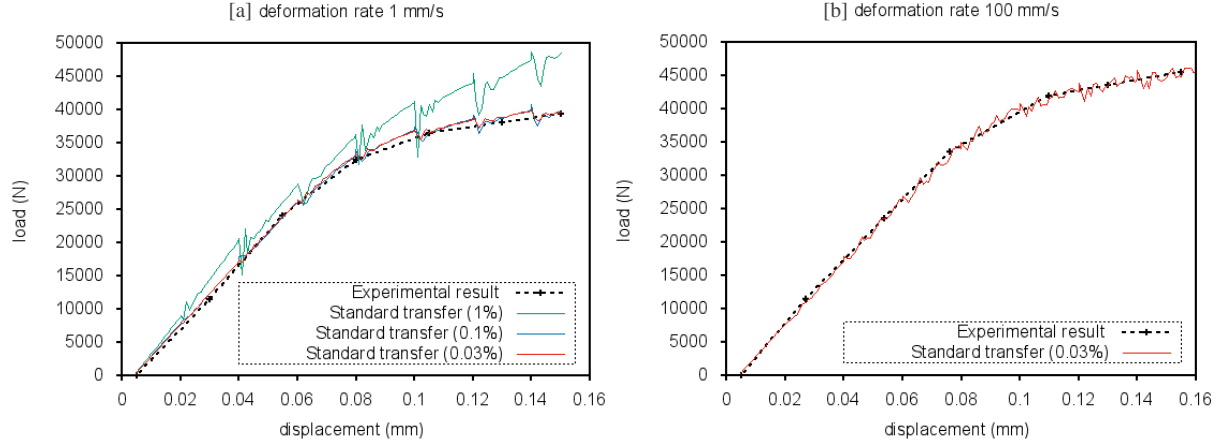 [a] deformation rate 1 mm/s
50000
45000
40000
35000
30000
25000
20000
15000
10000
5000
0
load (N)
0 0.02 0.04 0.06 0.08 0.10 0.12 0.14 0.16
displacement (mm)
Experimental result
Standard transfer (1%)
Standard transfer (0.1%)
Standard transfer (0.03%)
[b] deformation rate 100 mm/s
50000
45000
40000
35000
30000
25000
20000
15000
10000
5000
0
load (N)
0 0.02 0.04 0.06 0.08 0.10 0.12 0.14 0.16
displacement (mm)
Experimental result
Standard transfer (0.03%)